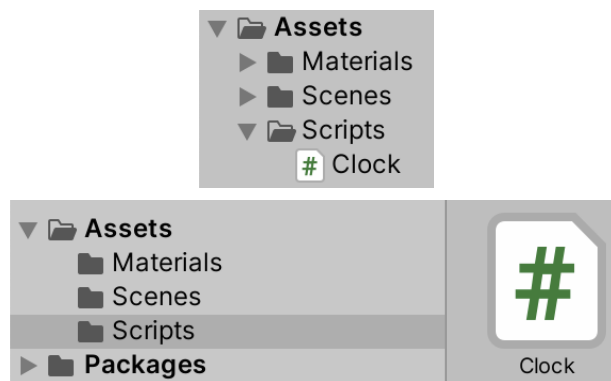 Assets
Materials
Scenes
Scripts
# Clock
Assets
Materials
Scenes
Scripts
Packages
#
Clock